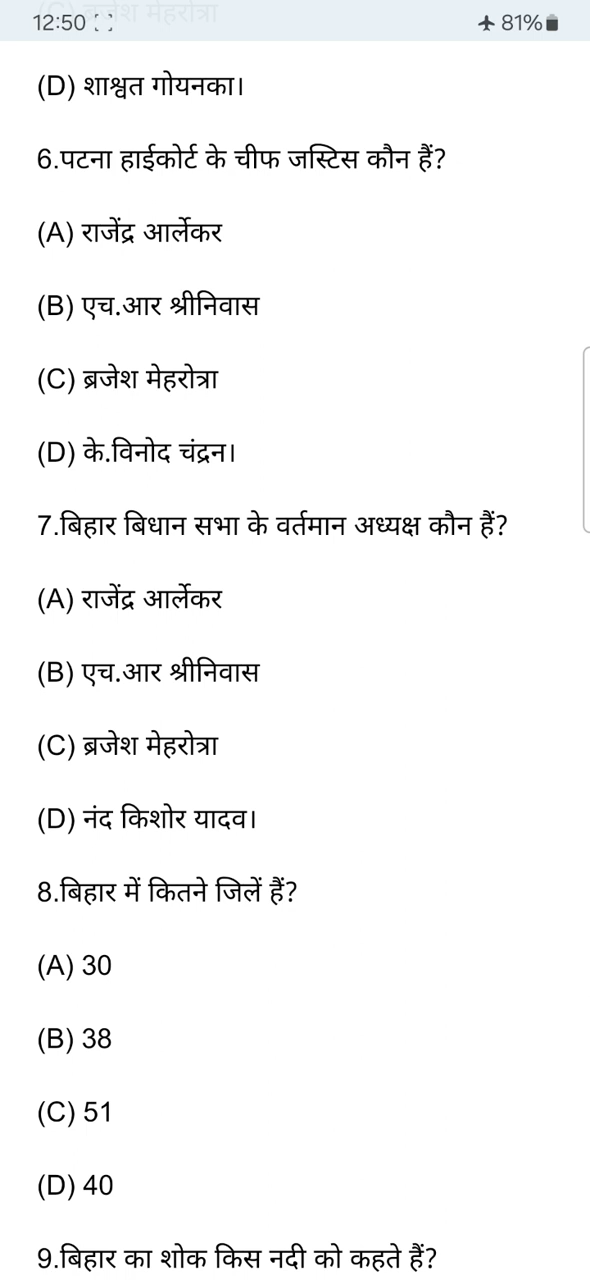 12:50
81%
(C) ब्रजेश मेहरोत्रा
(D) शाश्वत गोयनका।
6.पटना हाईकोर्ट के चीफ जस्टिस कौन हैं?
(A) राजेंद्र आर्लेकर
(B) एच.आर श्रीनिवास
(C) ब्रजेश मेहरोत्रा
(D) के.विनोद चंद्रन।
7.बिहार बिधान सभा के वर्तमान अध्यक्ष कौन हैं?
(A) राजेंद्र आर्लेकर
(B) एच.आर श्रीनिवास
(C) ब्रजेश मेहरोत्रा
(D) नंद किशोर यादव।
8.बिहार में कितने जिलें हैं?
(A) 30
(B) 38
(C) 51
(D) 40
9.बिहार का शोक किस नदी को कहते हैं?